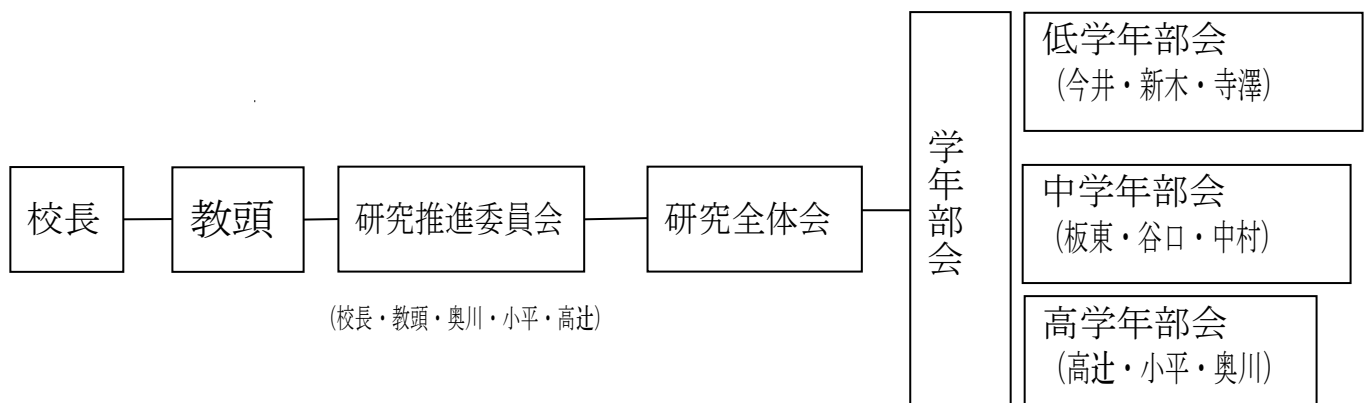 校長
教頭
研究推進委員会
(校長・教頭・奥川・小平・高辻)
研究全体会
学年部会
低学年部会
(今井・新木・寺澤)
中学年部会
(板東・谷口・中村)
高学年部会
(高辻・小平・奥川)